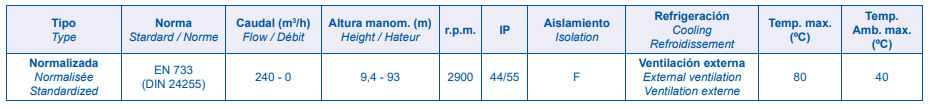 Tipo
Type
Norma
Stardard / Norme
Caudal (m³/h)
Flow / Débit
Altura manom. (m)
Height / Hateur
r.p.m.
IP
Aislamiento
Isolation
Refrigeración
Cooling
Refroidissement
Temp. max.
(ºC)
Temp.
Amb. max.
(ºC)
Normalizada
Normalisée
Standardized
EN 733
(DIN 24255)
240 - 0
9,4 - 93
2900
44/55
F
Ventilación externa
External ventilation
Ventilation externe
80
40